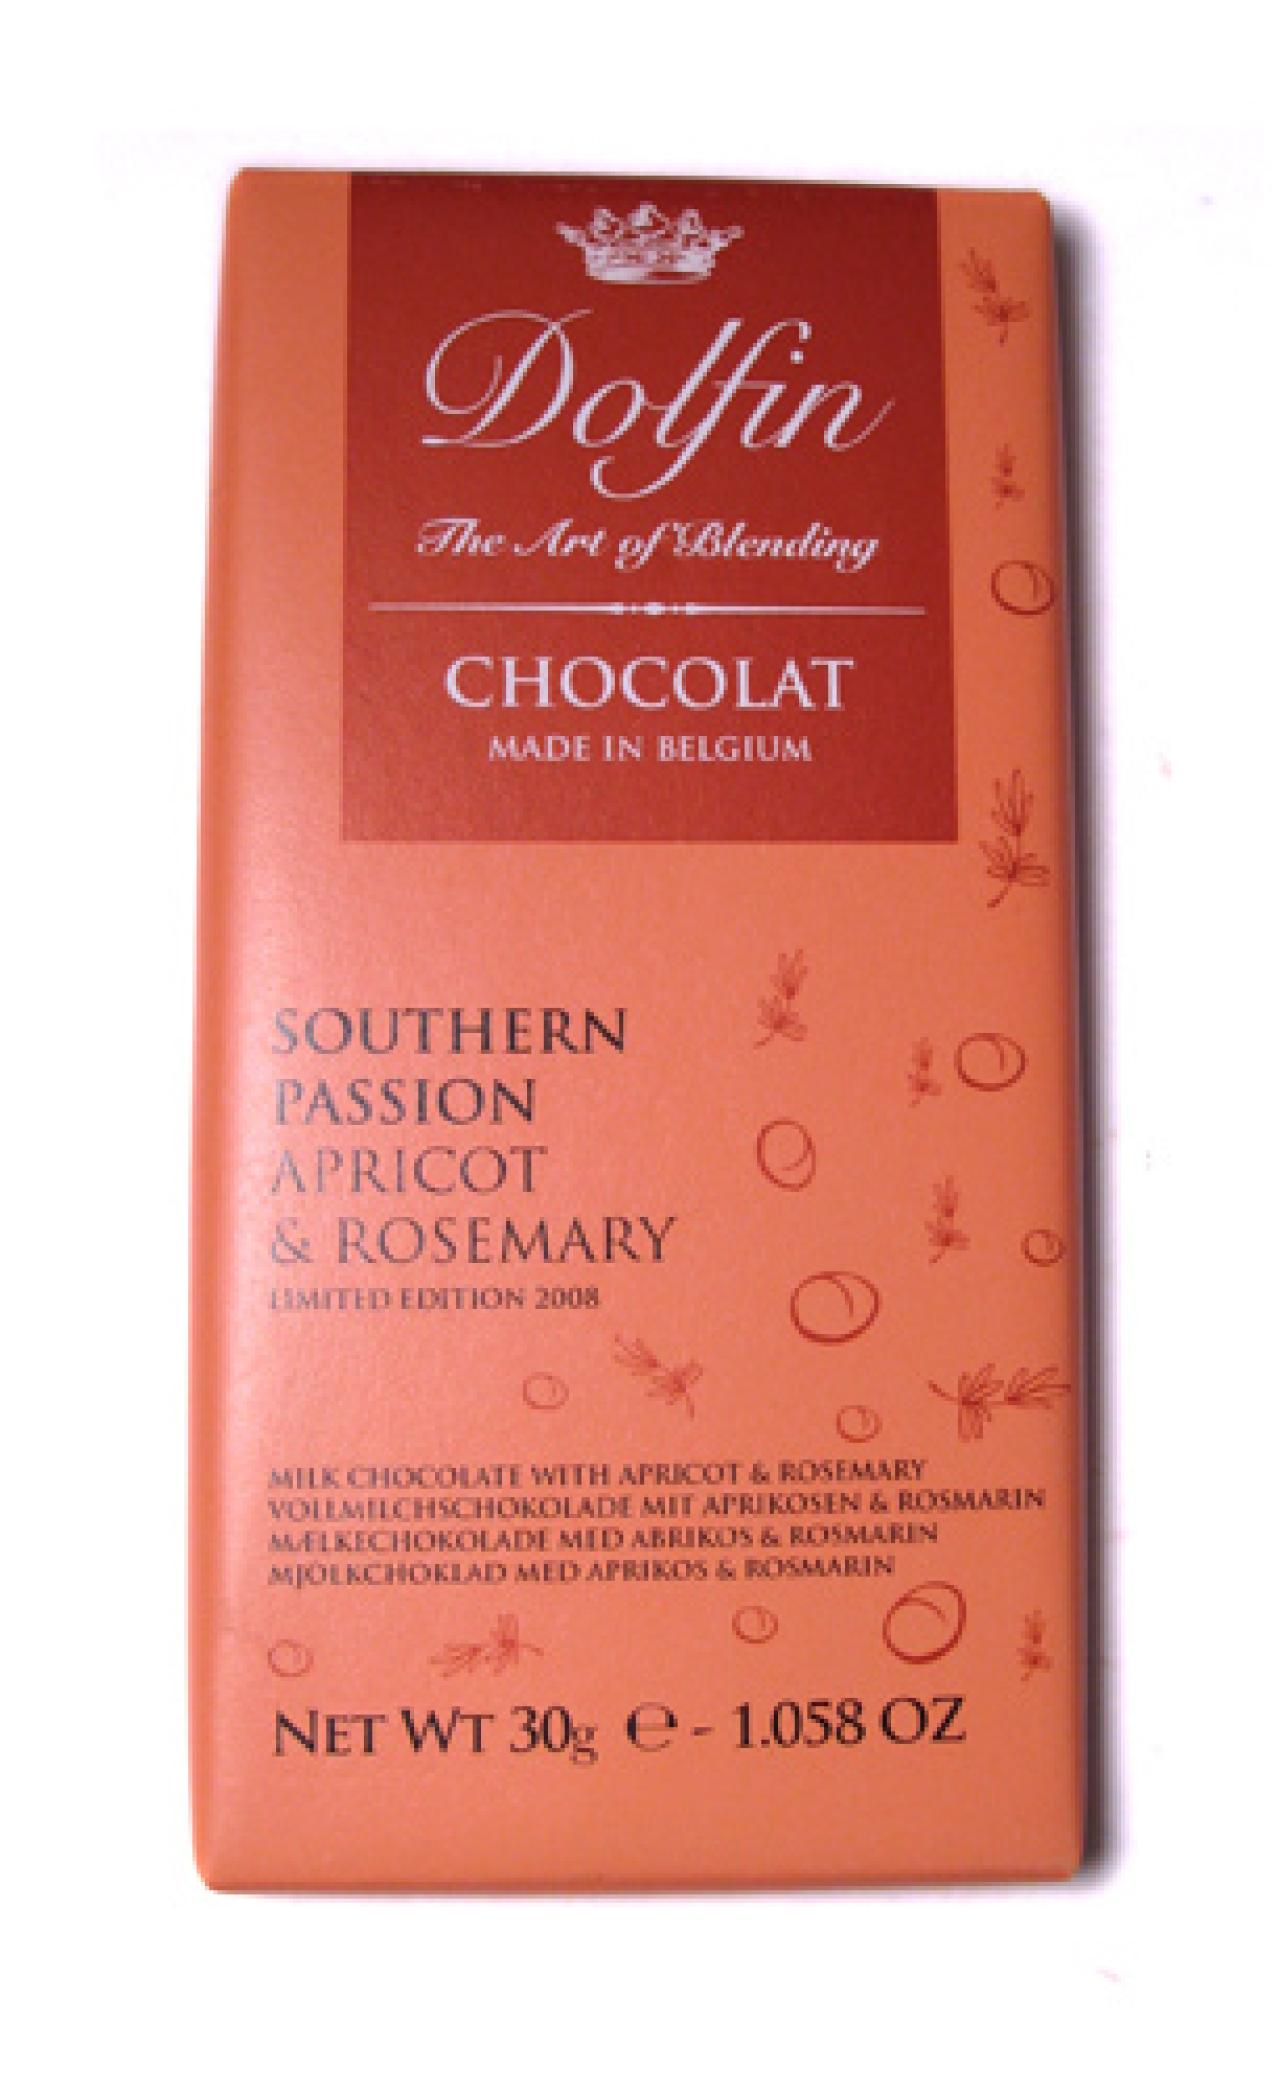 Dolfin
The Art of Blending
CHOCOLAT
MADE IN BELGIUM
SOUTHERN
PASSION
APRICOT
& ROSEMARY
LIMITED EDITION 2008
MILK CHOCOLATE WITH APRICOT & ROSEMARY
VOLLMILCHSCHOKOLADE MIT APRIKOSEN & ROSMARIN
MÆLKECHOKOLADE MED ABRIKOS & ROSMARIN
MJÖLKCHOKLAD MED APRIKOS & ROSMARIN
NET WT 30g ℮ - 1.058 OZ